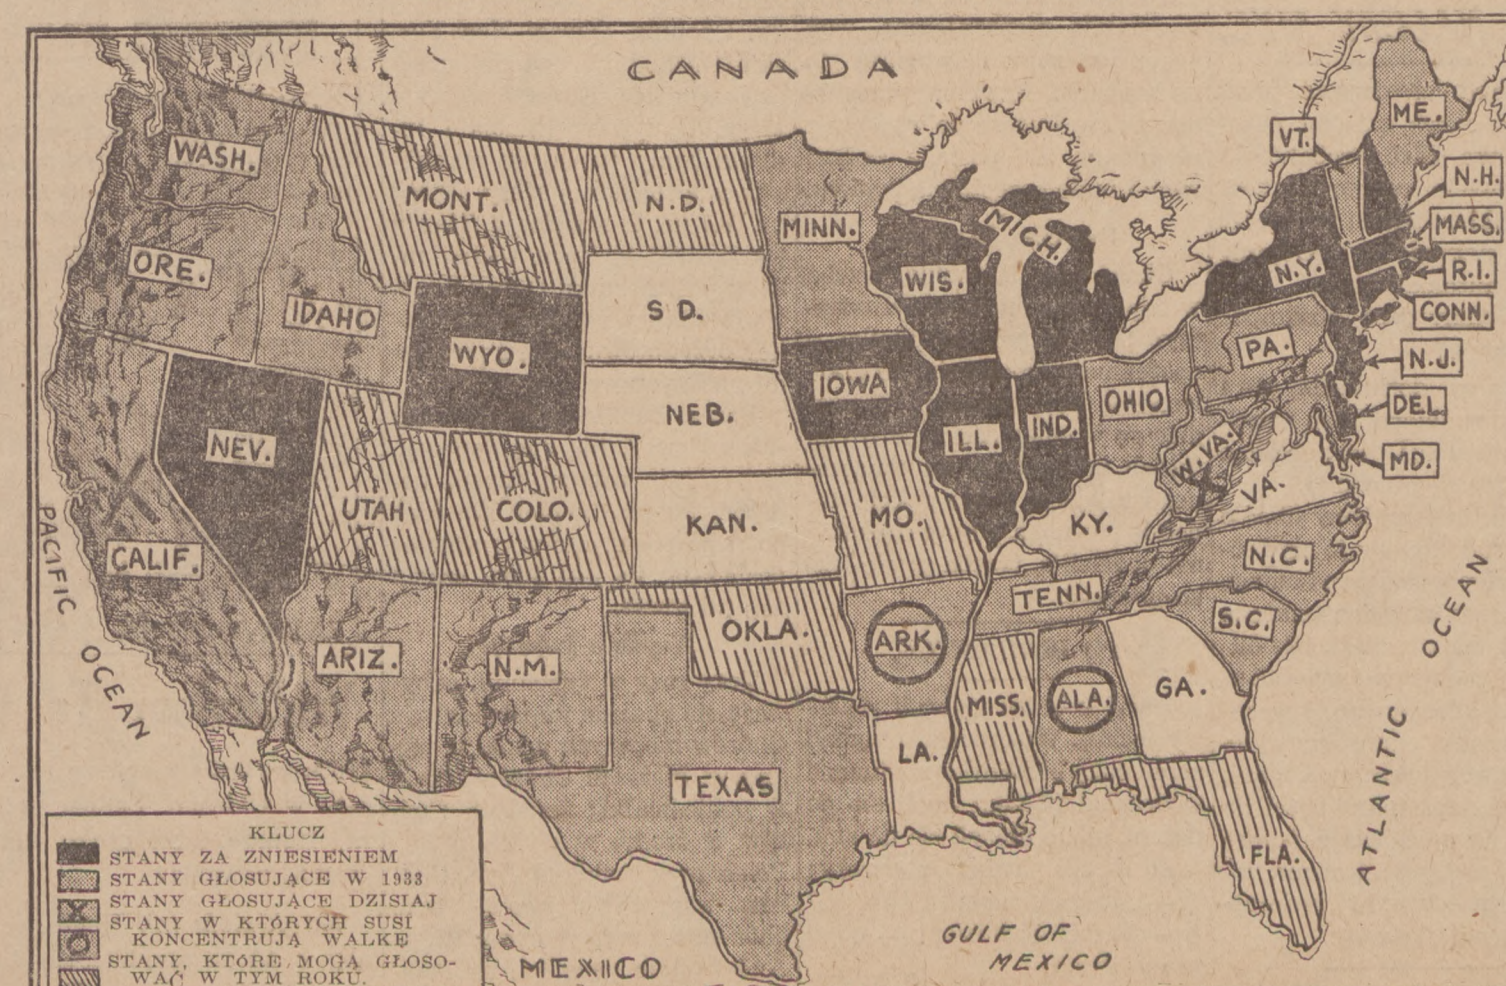 CANADA
ME.
VT.
WASH.
N.H.
MONT.
N.D.
MINN.
MICH.
MASS.
ORE.
WIS.
N.Y.
R.I.
IDAHO
S D.
CONN.
WYO.
PA.
N.J.
IOWA
NEB.
OHIO
DEL.
NEV.
ILL.
IND.
W.VA.
MD.
UTAH
COLO.
KAN.
MO.
KY.
VA.
CALIF.
N.C.
PACIFIC OCEAN
TENN.
S.C.
ATLANTIC OCEAN
OKLA.
ARK.
ARIZ.
N.M.
MISS.
ALA.
GA.
LA.
TEXAS
FLA.
GULF OF
MEXICO
MEXICO
KLUCZ
STANY ZA ZNIESIENIEM
STANY GŁOSUJĄCE W 1933
STANY GŁOSUJĄCE DZISIAJ
STANY W KTÓRYCH SUSI
KONCENTRUJĄ WALKĘ
STANY, KTÓRE MOGĄ GŁOSO-
WAĆ W TYM ROKU.